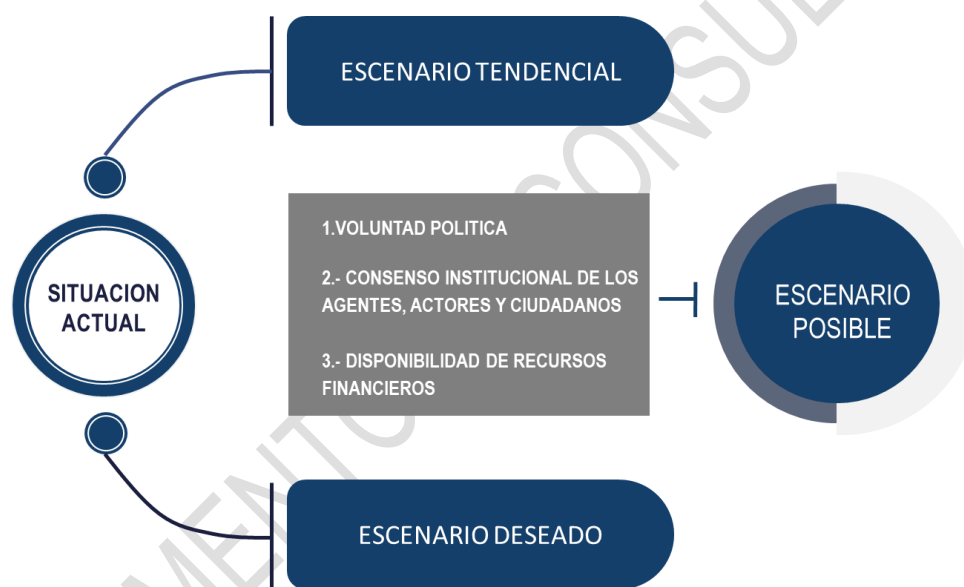 ESCENARIO TENDENCIAL
1.VOLUNTAD POLITICA
2.- CONSENSO INSTITUCIONAL DE LOS
AGENTES, ACTORES Y CIUDADANOS
3.- DISPONIBILIDAD DE RECURSOS
FINANCIEROS
SITUACION
ACTUAL
ESCENARIO
POSIBLE
ESCENARIO DESEADO